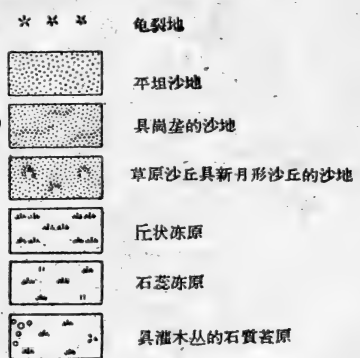 龟裂地
平坦沙地
具崗垄的沙地
草原沙丘具新月形沙丘的沙地
丘状冻原
石蕊冻原
具灌木丛的石質苔原